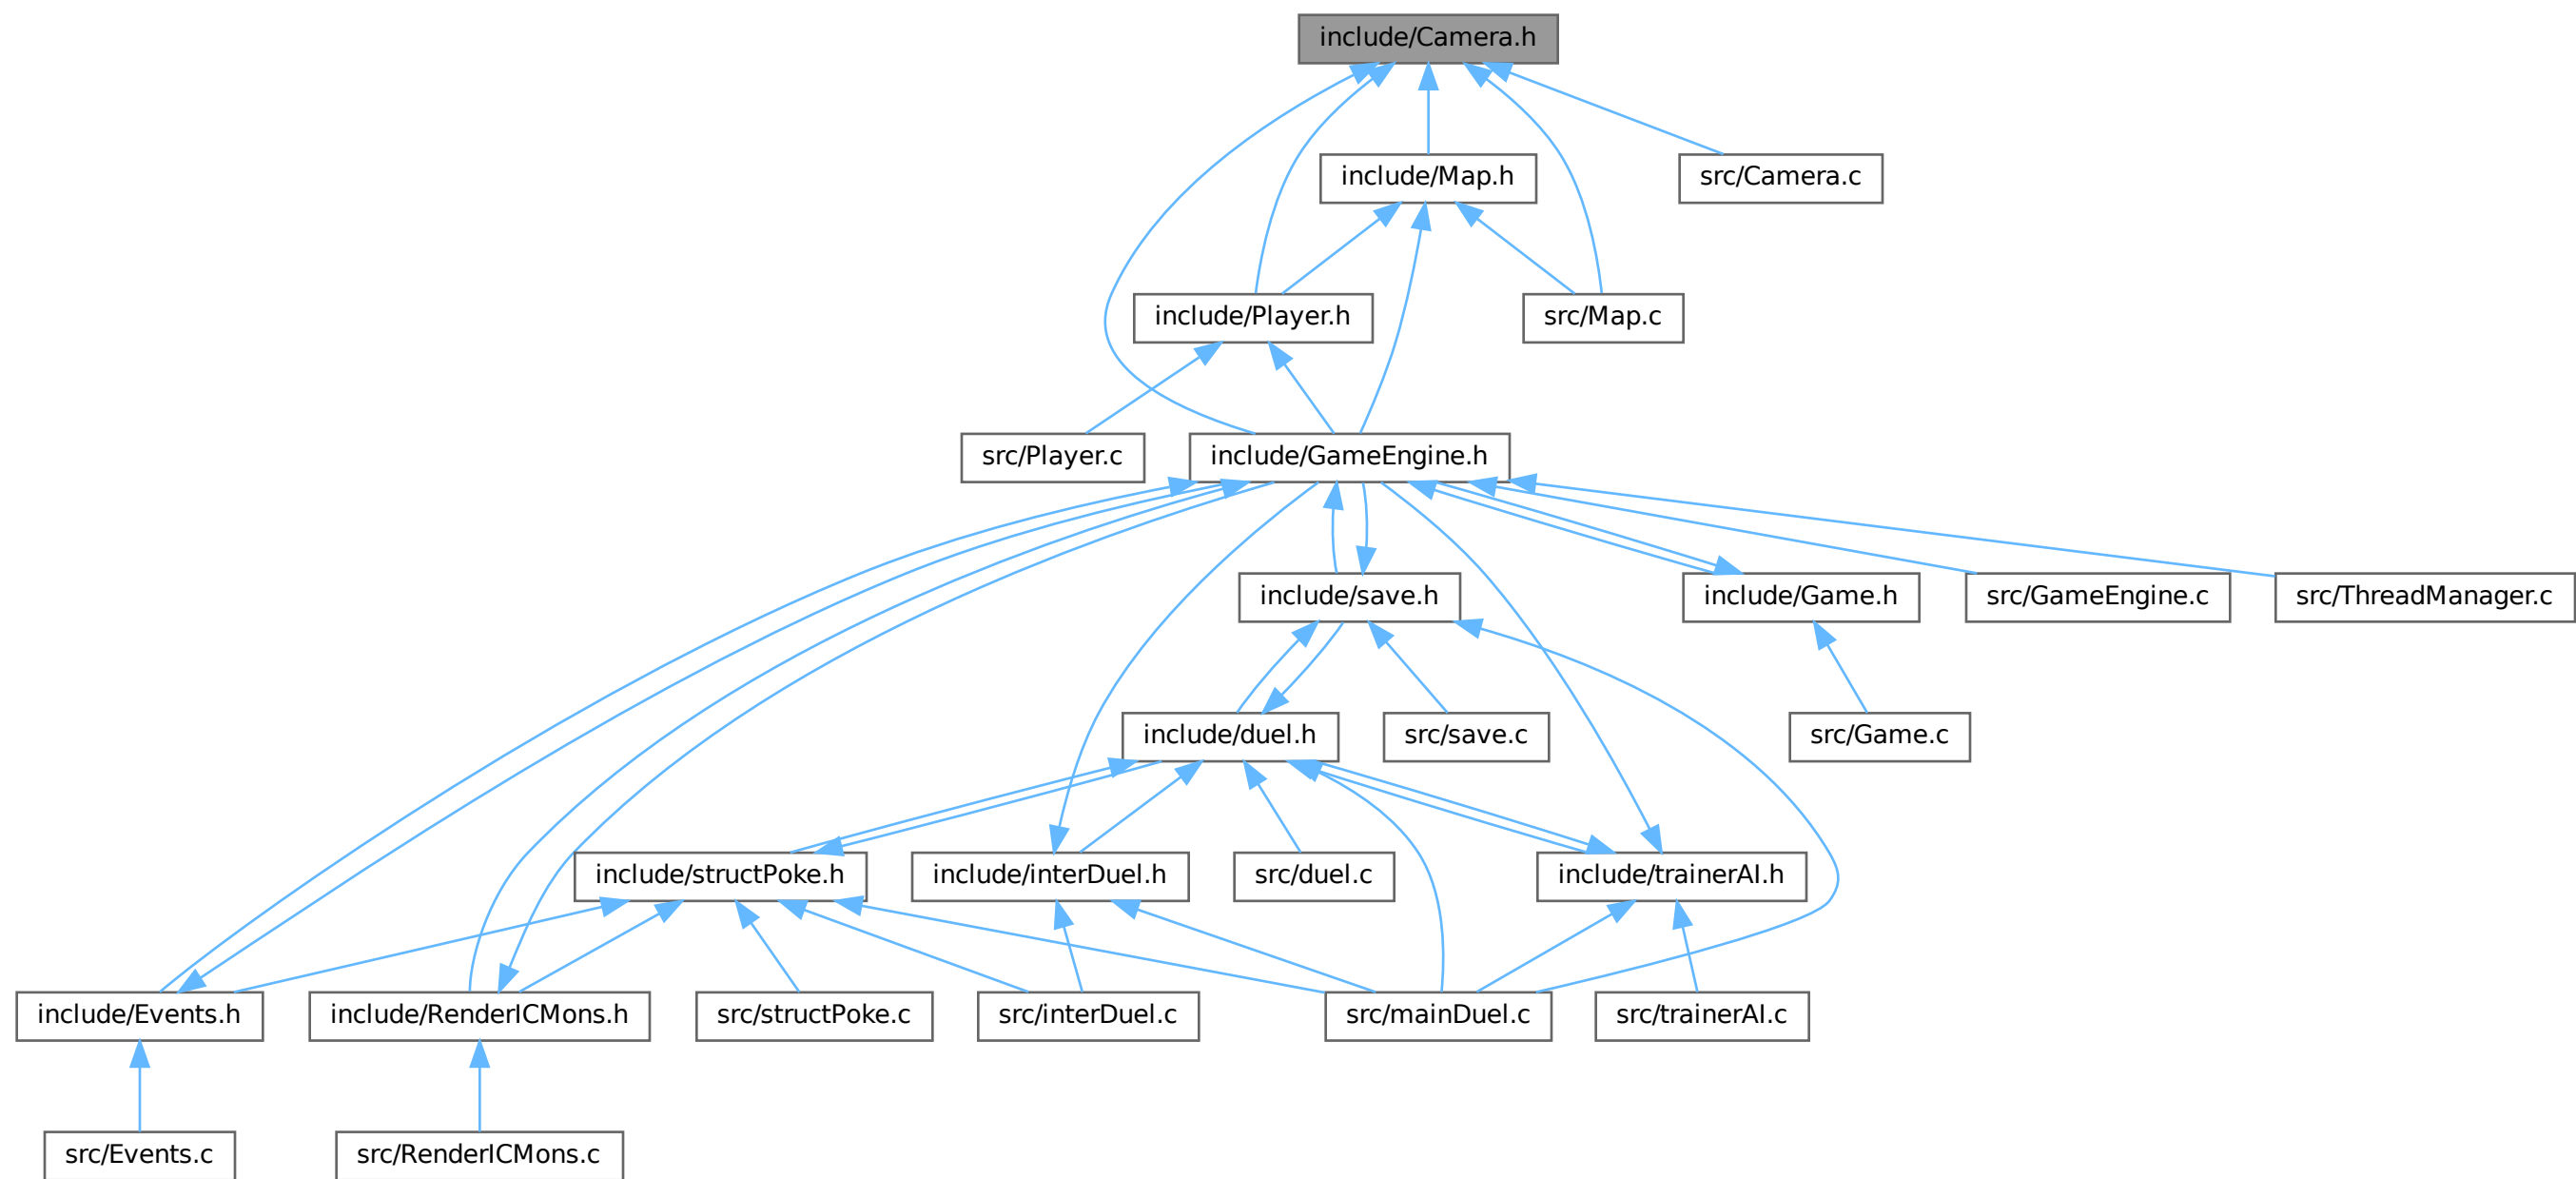 include/Camera.h
include/Map.h
src/Camera.c
include/Player.h
src/Map.c
src/Player.c
include/GameEngine.h
include/save.h
include/Game.h
src/GameEngine.c
src/ThreadManager.c
include/duel.h
src/save.c
src/Game.c
include/structPoke.h
include/interDuel.h
src/duel.c
include/trainerAI.h
include/Events.h
include/RenderICMons.h
src/structPoke.c
src/interDuel.c
src/mainDuel.c
src/trainerAI.c
src/Events.c
src/RenderICMons.c